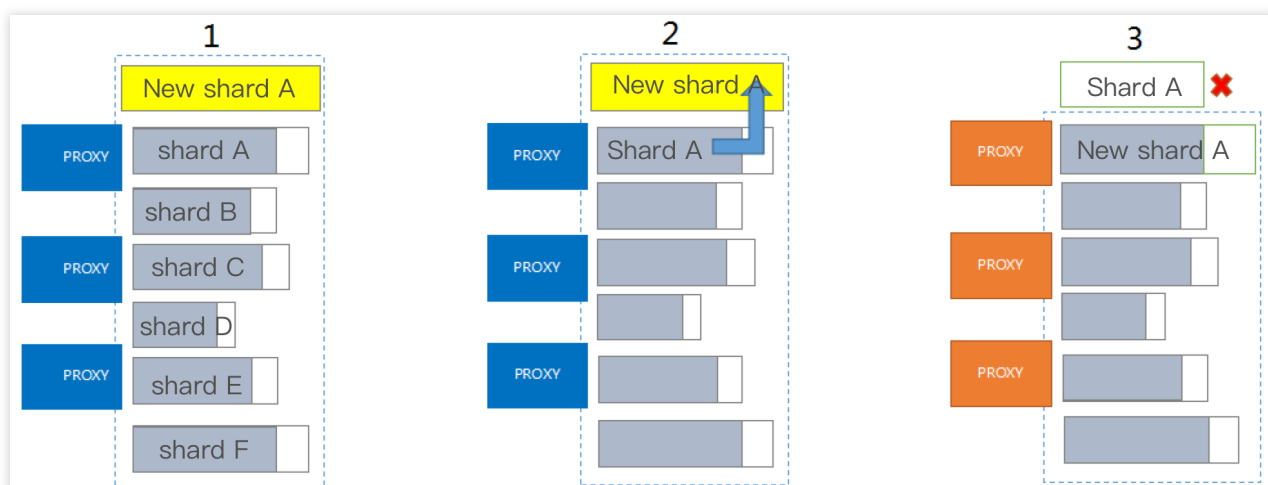 1
New shard A
PROXY
shard A
shard B
PROXY
shard C
shard D
PROXY
shard E
shard F
2
New shard A
PROXY
Shard A
PROXY
PROXY
3
Shard A
PROXY
New shard A
PROXY
PROXY